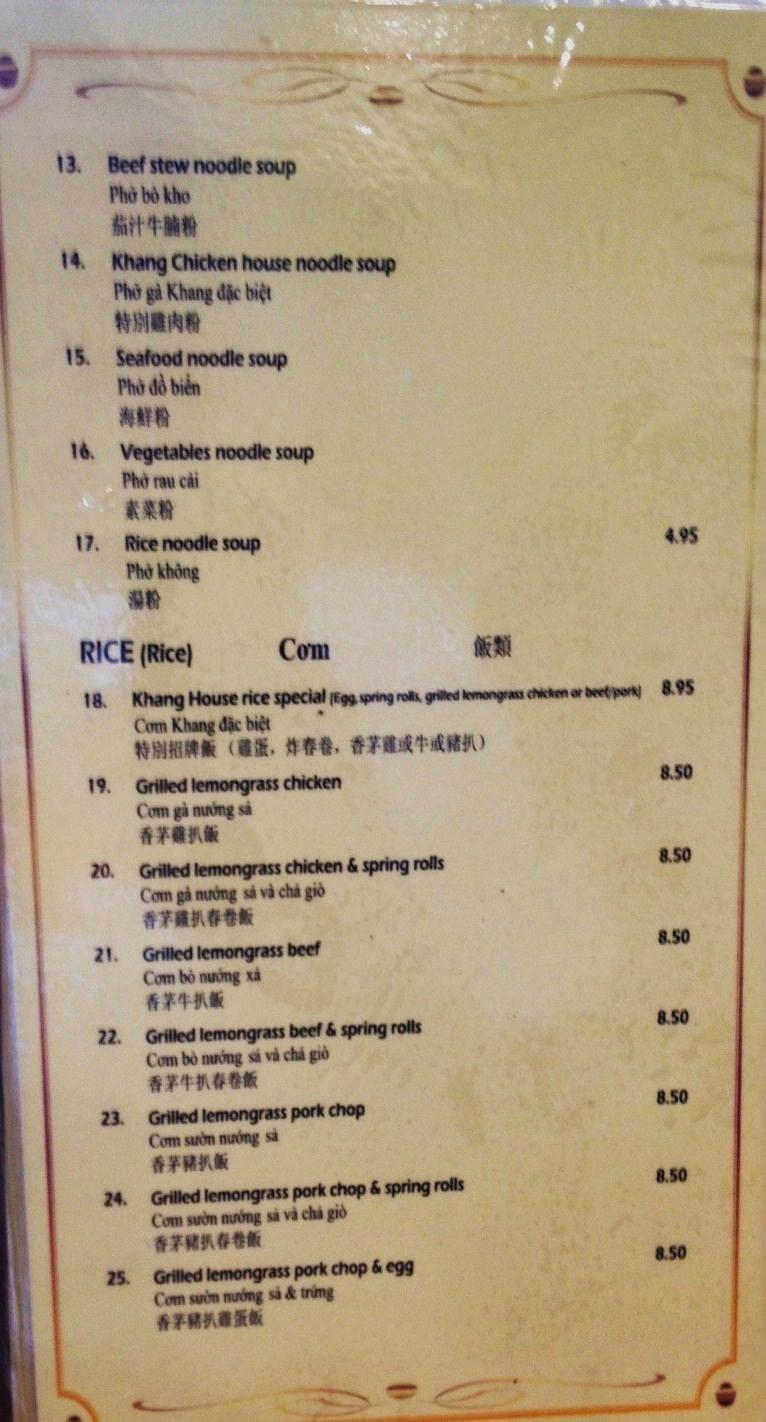 13. Beef stew noodle soup
Phở bò kho
茄汁牛腩粉
14. Khang Chicken house noodle soup
Phở gà Khang đặc biệt
特別雞肉粉
15. Seafood noodle soup
Phở đồ biển
海鮮粉
16. Vegetables noodle soup
Phở rau cải
素菜粉
17. Rice noodle soup 4.95
Phở không
湯粉
RICE (Rice) Cơm 飯類
18. Khang House rice special (Egg, spring rolls, grilled lemongrass chicken or beef/pork) 8.95
Cơm Khang đặc biệt
特別招牌飯（雞蛋，炸春卷，香茅雞或牛或豬扒）
19. Grilled lemongrass chicken 8.50
Cơm gà nướng sả
香茅雞扒飯
20. Grilled lemongrass chicken & spring rolls 8.50
Cơm gà nướng sả và chả giò
香茅雞扒春卷飯
21. Grilled lemongrass beef 8.50
Cơm bò nướng xả
香茅牛扒飯
22. Grilled lemongrass beef & spring rolls 8.50
Cơm bò nướng sả và chả giò
香茅牛扒春卷飯
23. Grilled lemongrass pork chop 8.50
Cơm sườn nướng sả
香茅豬扒飯
24. Grilled lemongrass pork chop & spring rolls 8.50
Cơm sườn nướng sả và chả giò
香茅豬扒春卷飯
25. Grilled lemongrass pork chop & egg 8.50
Cơm sườn nướng sả & trứng
香茅豬扒雞蛋飯